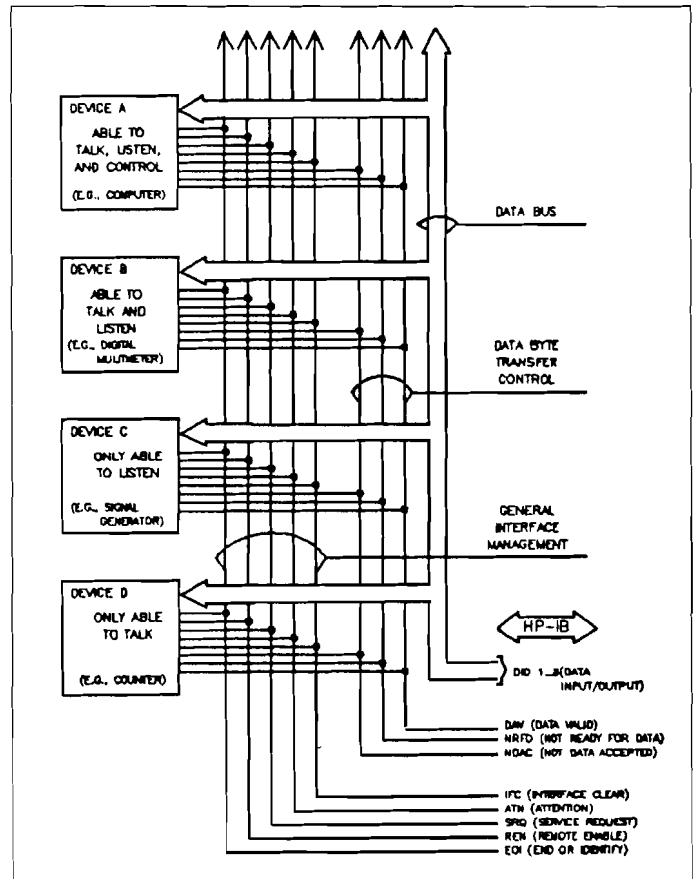 DEVICE A
ABLE TO
TALK, LISTEN,
AND CONTROL
(E.G., COMPUTER)
DATA BUS
DEVICE B
ABLE TO
TALK AND
LISTEN
(E.G., DIGITAL
MULTIMETER)
DATA BYTE
TRANSFER
CONTROL
DEVICE C
ONLY ABLE
TO LISTEN
(E.G., SIGNAL
GENERATOR)
GENERAL
INTERFACE
MANAGEMENT
DEVICE D
ONLY ABLE
TO TALK
(E.G., COUNTER)
HP-IB
DIO 1...8(DATA
INPUT/OUTPUT)
DAV (DATA VALID)
NRFD (NOT READY FOR DATA)
NDAC (NOT DATA ACCEPTED)
IFC (INTERFACE CLEAR)
ATN (ATTENTION)
SRQ (SERVICE REQUEST)
REN (REMOTE ENABLE)
EOI (END OR IDENTIFY)